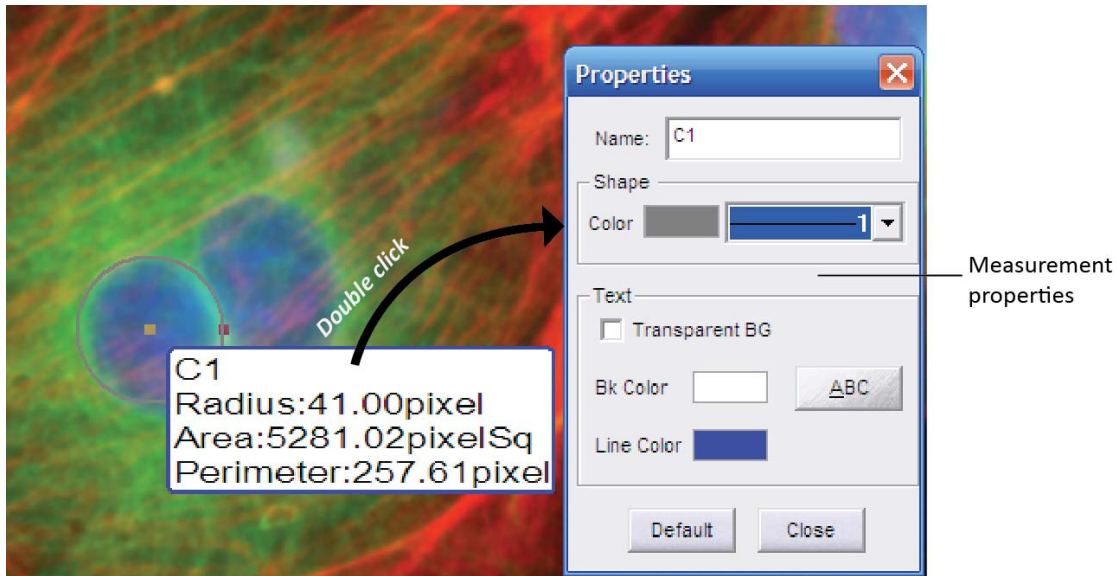 Properties
Name: C1
Shape
Color 1
Measurement
properties
Text
Transparent BG
Bk Color ABC
Line Color
Default Close
Double click
C1
Radius:41.00pixel
Area:5281.02pixelSq
Perimeter:257.61pixel